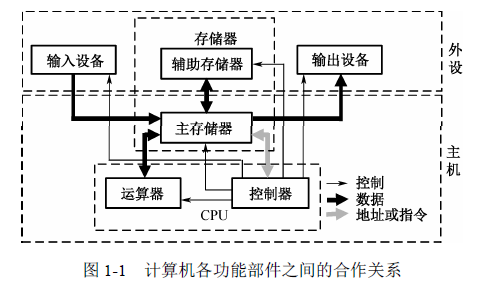 存储器
输入设备
辅助存储器
输出设备
外设
主存储器
主机
运算器
控制器
CPU
控制
数据
地址或指令
图 1-1 计算机各功能部件之间的合作关系